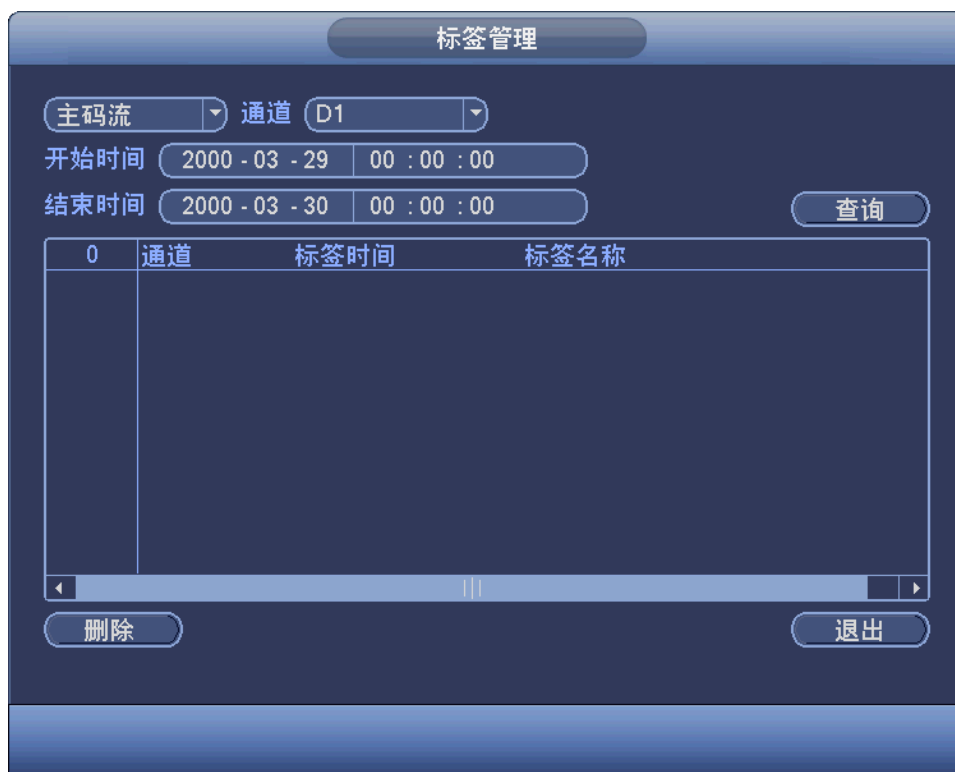 标签管理
主码流 通道 D1
开始时间 2000 - 03 - 29 00 : 00 : 00
结束时间 2000 - 03 - 30 00 : 00 : 00 查询
0 通道 标签时间 标签名称
删除 退出